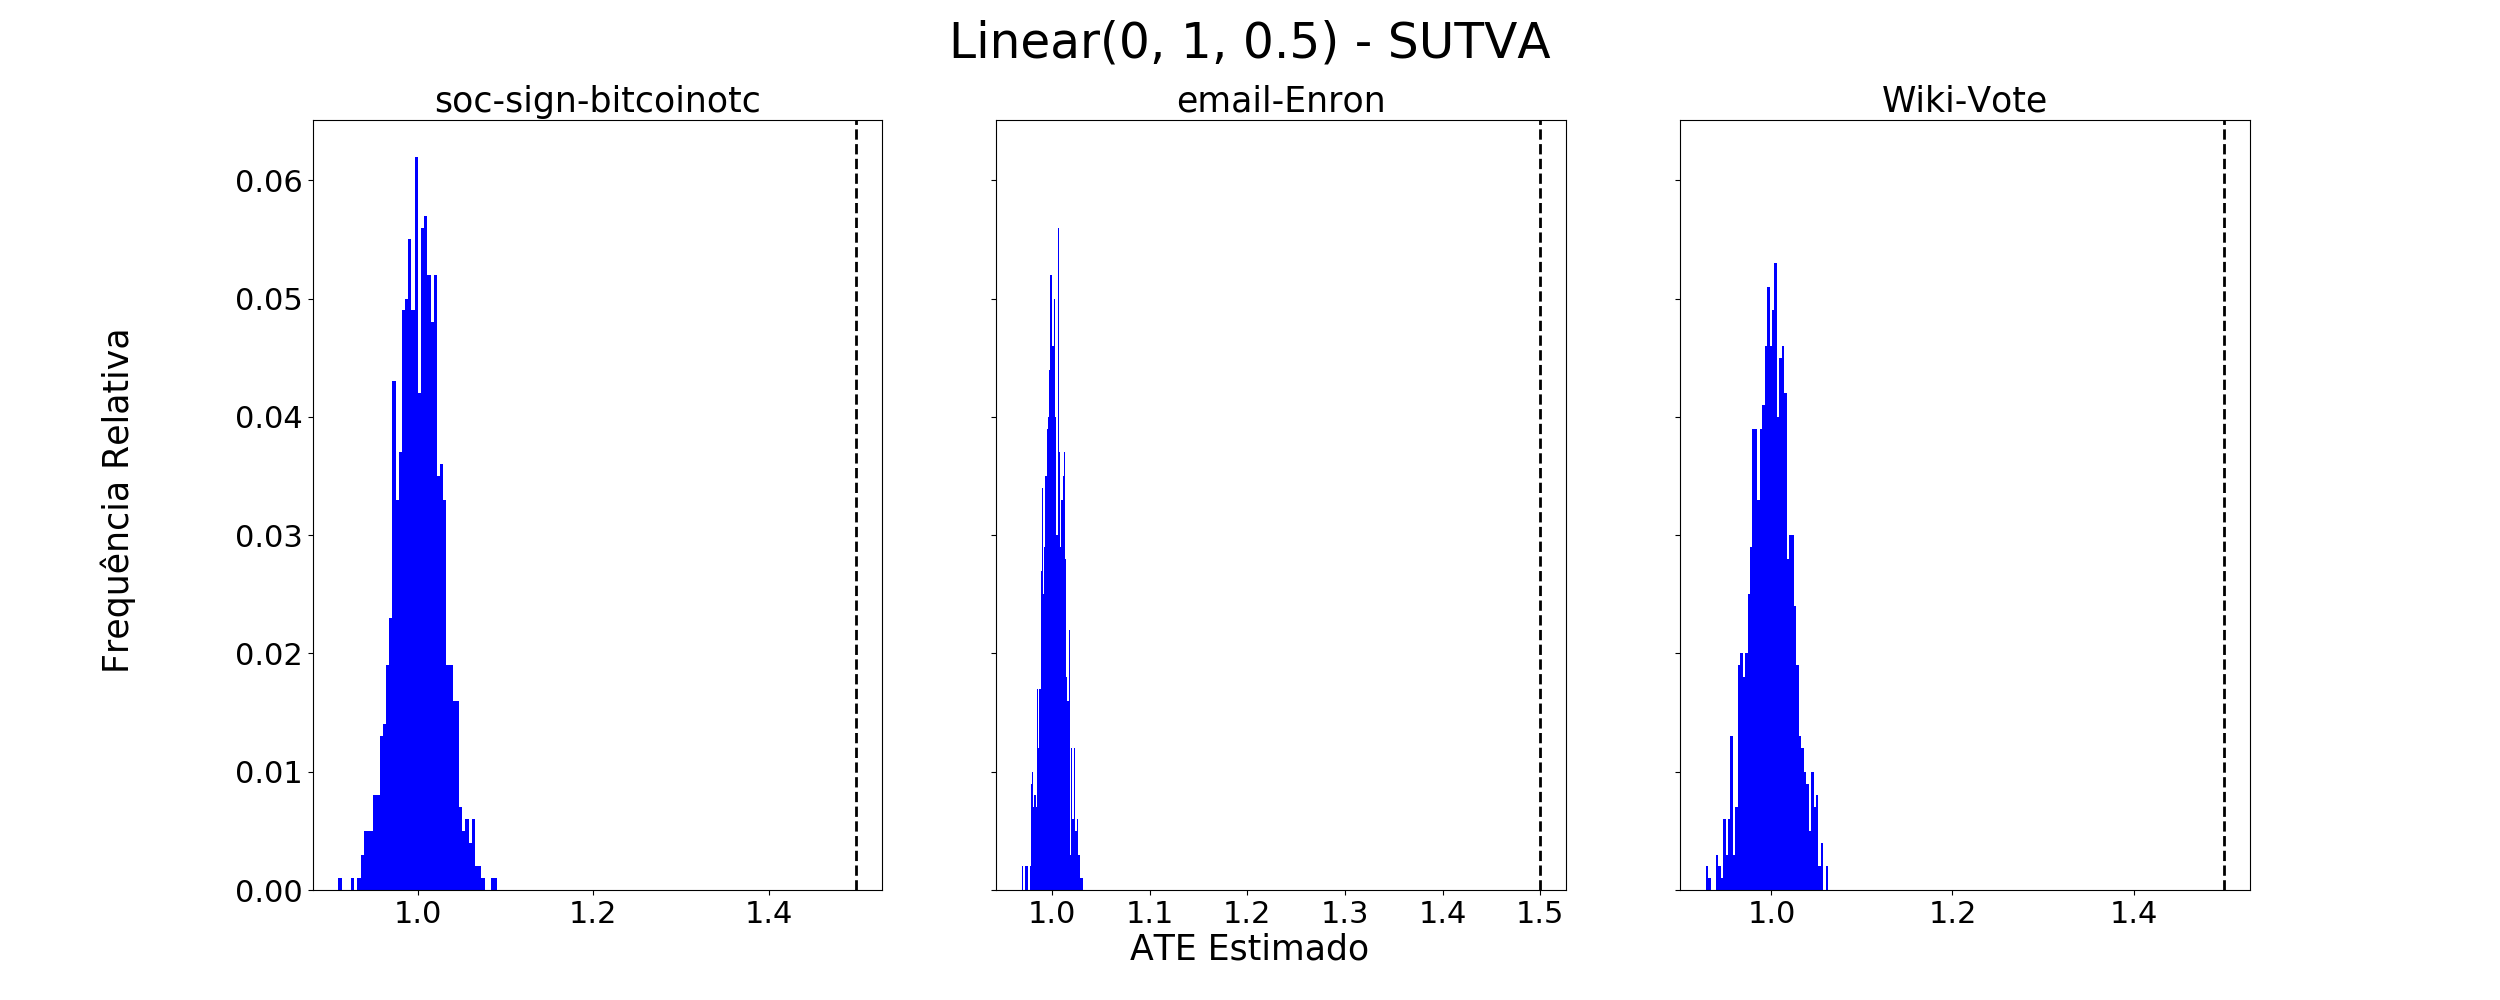 Linear(0, 1, 0.5) - SUTVA
soc-sign-bitcoinotc
email-Enron
Wiki-Vote
Frequência Relativa
0.06
0.05
0.04
0.03
0.02
0.01
0.00
1.0 1.2 1.4
1.0 1.1 1.2 1.3 1.4 1.5
1.0 1.2 1.4
ATE Estimado